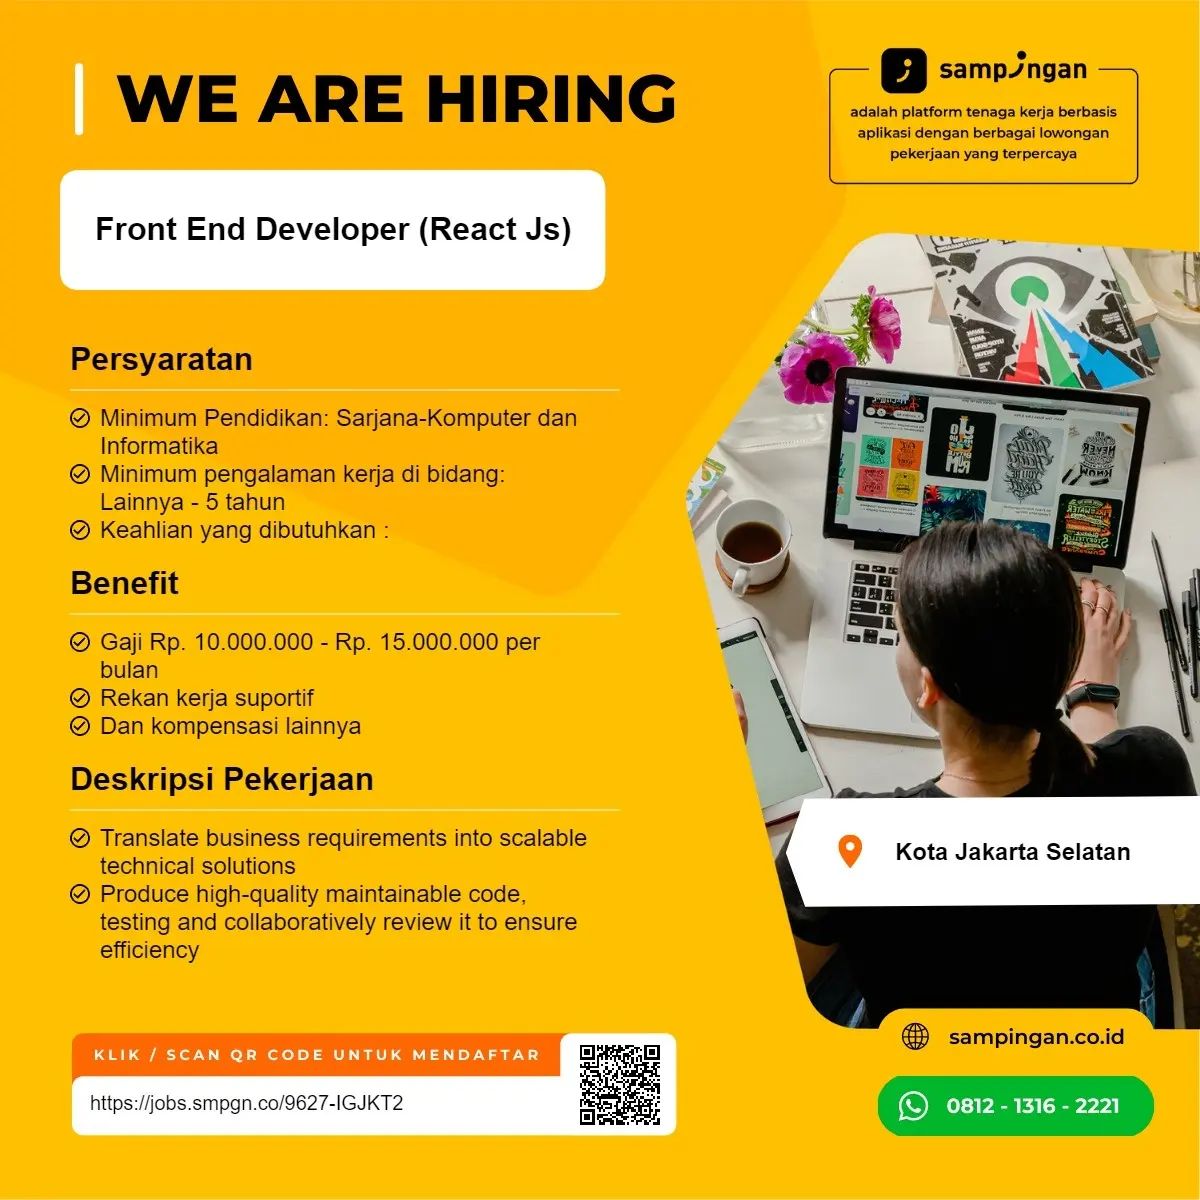 WE ARE HIRING
sampingan
adalah platform tenaga kerja berbasis
aplikasi dengan berbagai lowongan
pekerjaan yang terpercaya
Front End Developer (React Js)
Persyaratan
Minimum Pendidikan: Sarjana-Komputer dan
Informatika
Minimum pengalaman kerja di bidang:
Lainnya - 5 tahun
Keahlian yang dibutuhkan :
Benefit
Gaji Rp. 10.000.000 - Rp. 15.000.000 per
bulan
Rekan kerja suportif
Dan kompensasi lainnya
Deskripsi Pekerjaan
Translate business requirements into scalable
technical solutions
Produce high-quality maintainable code,
testing and collaboratively review it to ensure
efficiency
Kota Jakarta Selatan
KLIK / SCAN QR CODE UNTUK MENDAFTAR
https://jobs.smpgn.co/9627-IGJKT2
sampingan.co.id
0812 - 1316 - 2221